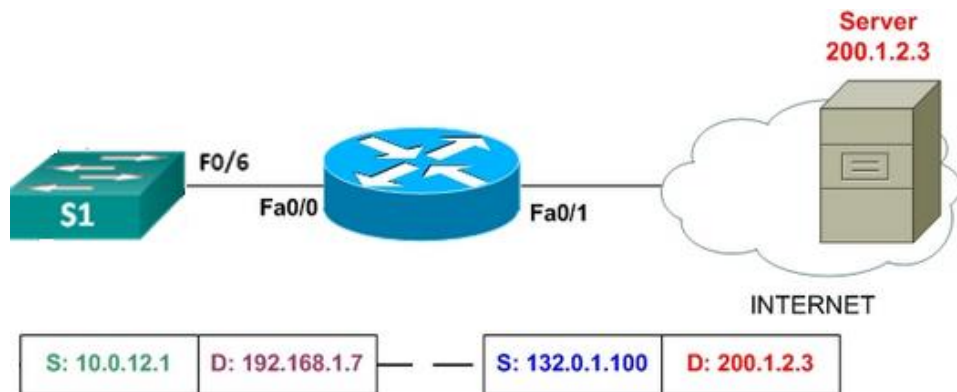 Server
200.1.2.3
F0/6
S1
Fa0/0
Fa0/1
INTERNET
S: 10.0.12.1 D: 192.168.1.7 S: 132.0.1.100 D: 200.1.2.3